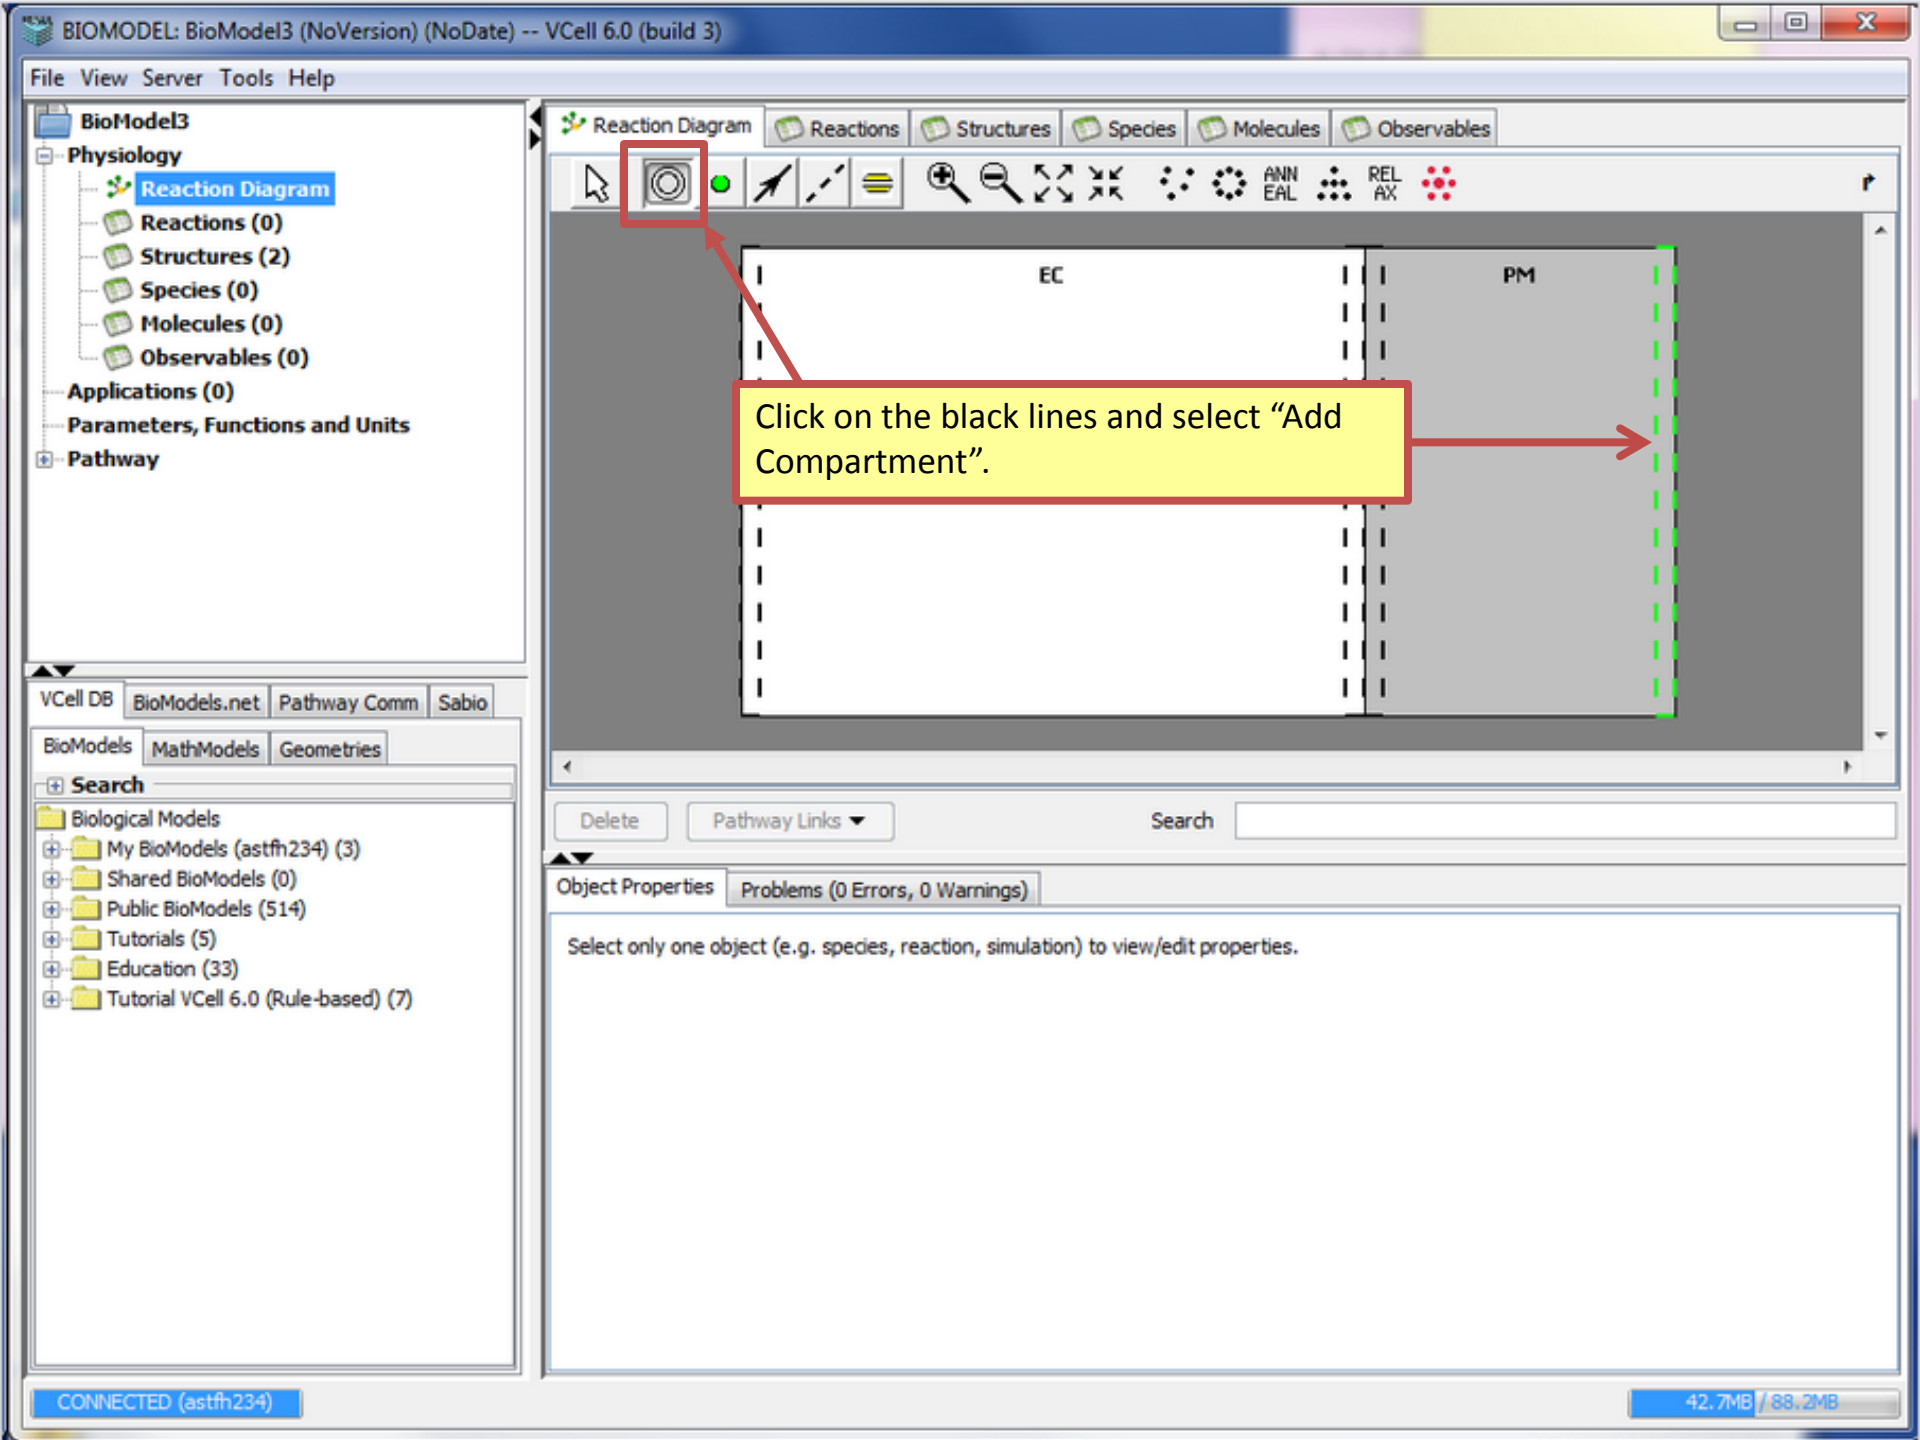 BIOMODEL: BioModel3 (NoVersion) (NoDate) -- VCell 6.0 (build 3)
File View Server Tools Help
BioModel3
Physiology
Reaction Diagram
Reactions (0)
Structures (2)
Species (0)
Molecules (0)
Observables (0)
Applications (0)
Parameters, Functions and Units
Pathway
VCell DB BioModels.net Pathway Comm Sabio
BioModels MathModels Geometries
Search
Biological Models
My BioModels (astfh234) (3)
Shared BioModels (0)
Public BioModels (514)
Tutorials (5)
Education (33)
Tutorial VCell 6.0 (Rule-based) (7)
Reaction Diagram Reactions Structures Species Molecules Observables
ANN
EAL
REL
AX
EC PM
Click on the black lines and select “Add
Compartment”.
Delete Pathway Links Search
Object Properties Problems (0 Errors, 0 Warnings)
Select only one object (e.g. species, reaction, simulation) to view/edit properties.
CONNECTED (astfh234)
42.7MB / 88.2MB